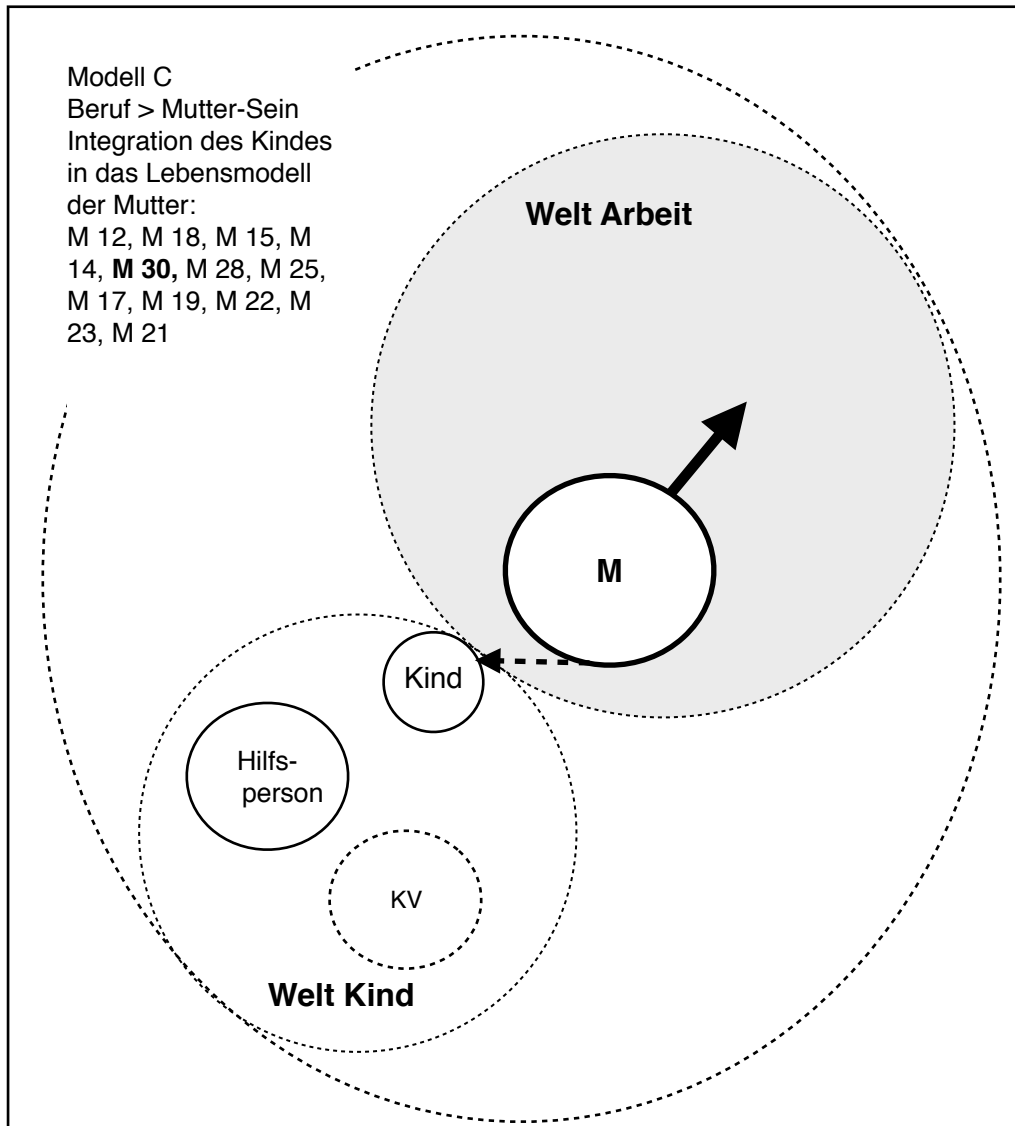 Modell C
Beruf > Mutter-Sein
Integration des Kindes
in das Lebensmodell
der Mutter:
M 12, M 18, M 15, M
14, M 30, M 28, M 25,
M 17, M 19, M 22, M
23, M 21
Welt Arbeit
M
Kind
Hilfs-
person
KV
Welt Kind